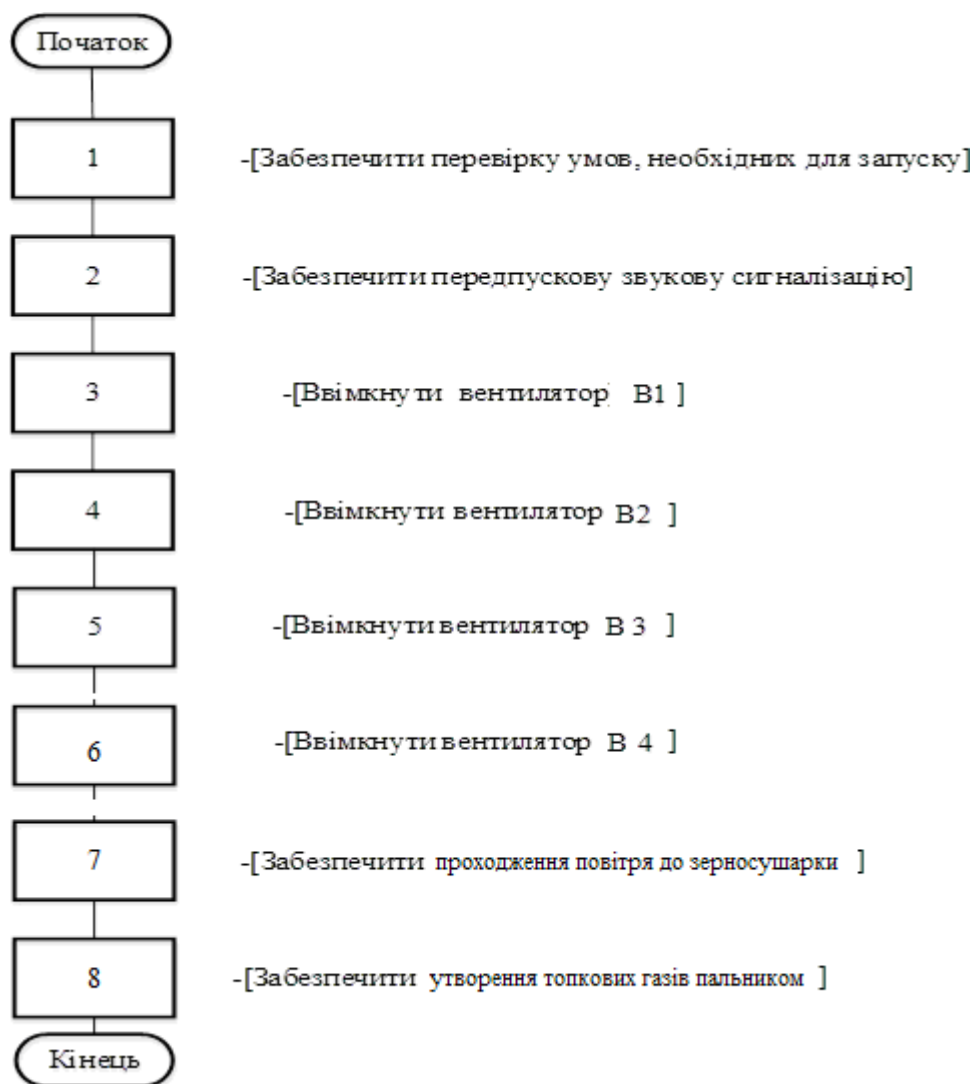 Початок
1 -[Забезпечити перевірку умов, необхідних для запуску]
2 -[Забезпечити передпускову звукову сигналізацію]
3 -[Ввімкнути вентилятор В1 ]
4 -[Ввімкнути вентилятор В2 ]
5 -[Ввімкнути вентилятор В 3 ]
6 -[Ввімкнути вентилятор В 4 ]
7 -[Забезпечити проходження повітря до зерносушарки ]
8 -[Забезпечити утворення топкових газів пальником ]
Кінець